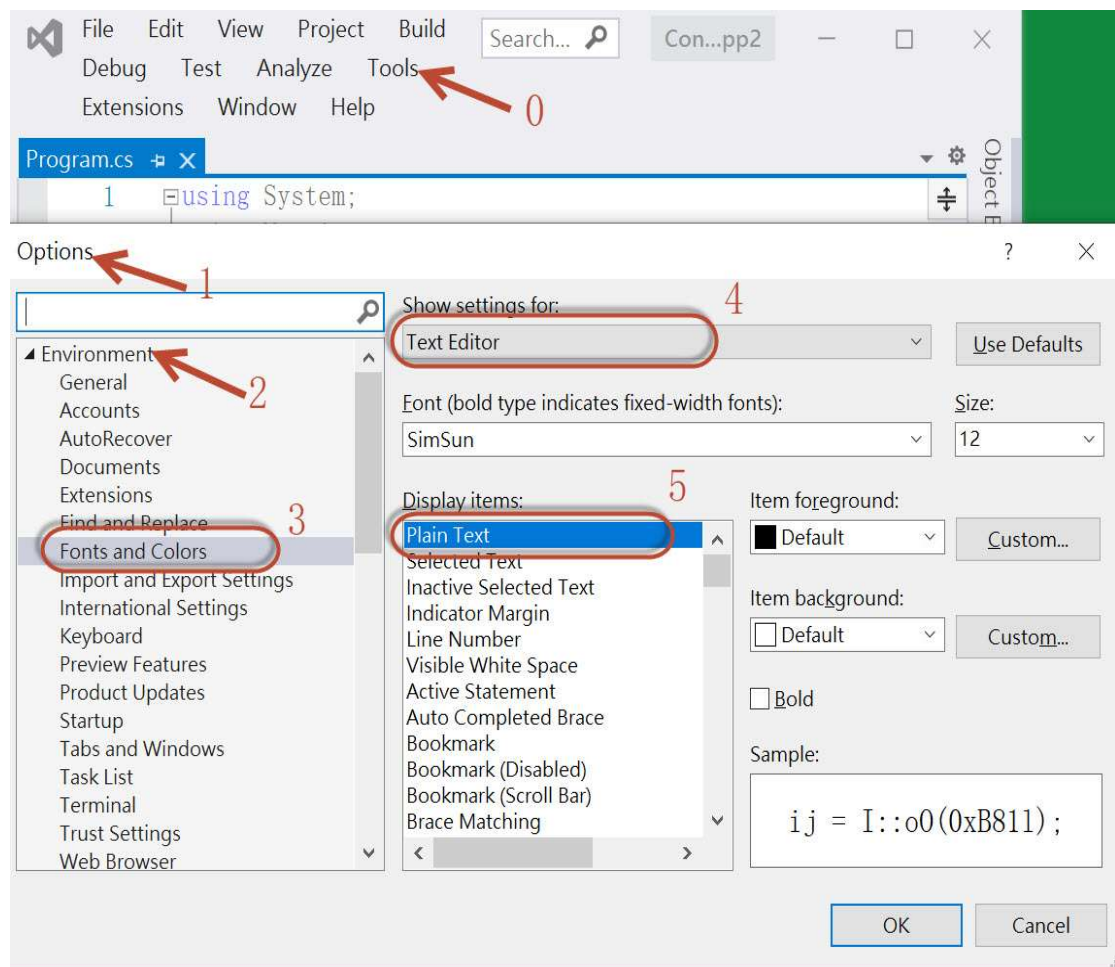 File Edit View Project Build Search... Con...pp2
Debug Test Analyze Tools
Extensions Window Help
0
Program.cs
1 using System;
Options
1
?
Environment
2
General
Accounts
AutoRecover
Documents
Extensions
Find and Replace
3
Fonts and Colors
Import and Export Settings
International Settings
Keyboard
Preview Features
Product Updates
Startup
Tabs and Windows
Task List
Terminal
Trust Settings
Web Browser
Show settings for:
4
Text Editor
Use Defaults
Font (bold type indicates fixed-width fonts):
Size:
SimSun
12
Display items:
5
Plain Text
Selected Text
Inactive Selected Text
Indicator Margin
Line Number
Visible White Space
Active Statement
Auto Completed Brace
Bookmark
Bookmark (Disabled)
Bookmark (Scroll Bar)
Brace Matching
Item foreground:
Default
Custom...
Item background:
Default
Custom...
Bold
Sample:
ij = I::oO(0xB811);
OK
Cancel
Object